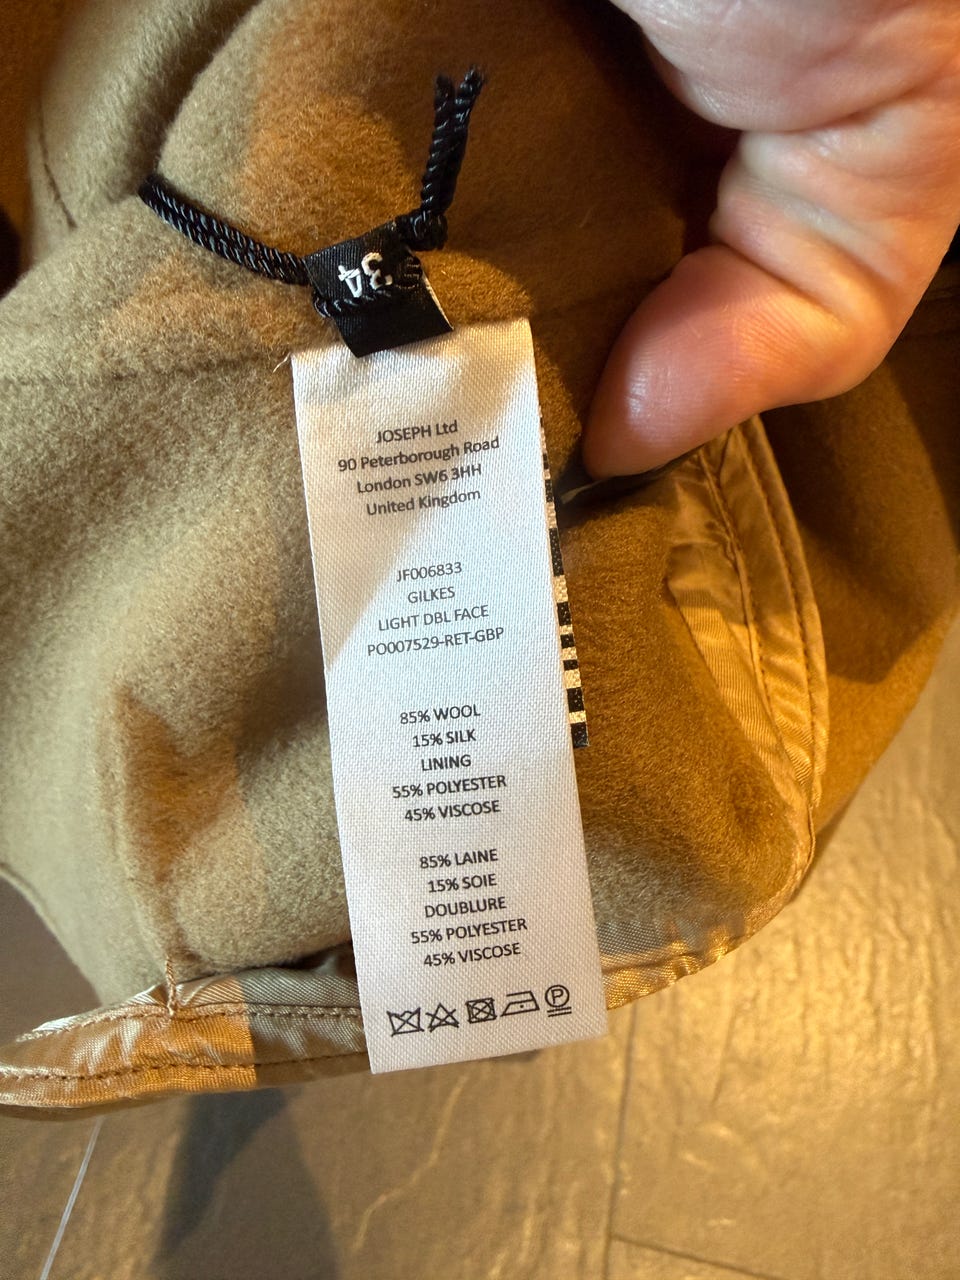 34
JOSEPH Ltd
90 Peterborough Road
London SW6 3HH
United Kingdom
JF006833
GILKES
LIGHT DBL FACE
PO007529-RET-GBP
85% WOOL
15% SILK
LINING
55% POLYESTER
45% VISCOSE
85% LAINE
15% SOIE
DOUBLURE
55% POLYESTER
45% VISCOSE
P